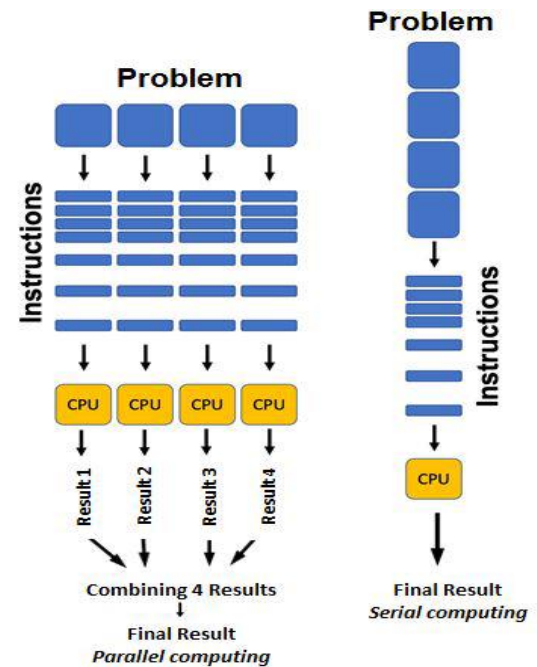 Problem
Instructions
CPU CPU CPU CPU
Result 1 Result 2 Result 3 Result 4
Combining 4 Results
Final Result
Parallel computing
Problem
Instructions
CPU
Final Result
Serial computing